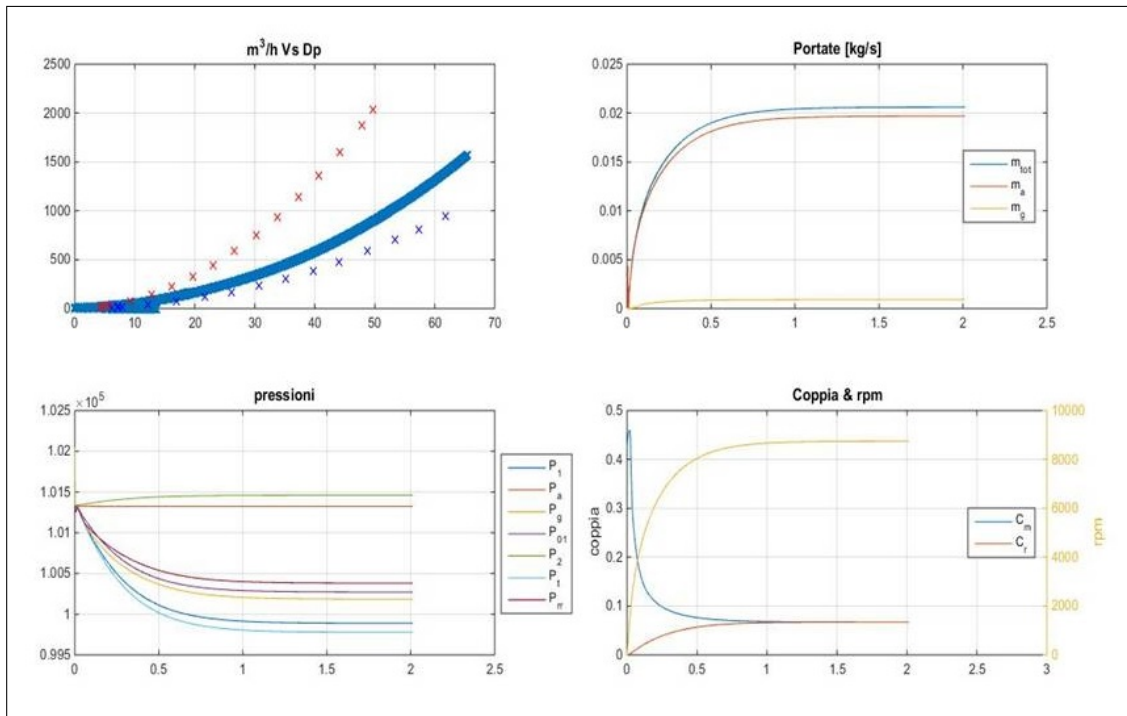 m³/h Vs Dp
2500
2000
1500
1000
500
0
0 10 20 30 40 50 60 70
Portate [kg/s]
0.025
0.02
0.015
0.01
0.005
0
0 0.5 1 1.5 2 2.5
m_tot
m_a
m_g
pressioni
×10⁵
1.025
1.02
1.015
1.01
1.005
1
0.995
0 0.5 1 1.5 2 2.5
P_1
P_a
P_g
P_01
P_2
P_t
P_rr
Coppia & rpm
coppia
0.5
0.4
0.3
0.2
0.1
0
0 0.5 1 1.5 2 2.5 3
10000
8000
6000
4000
2000
0
rpm
C_m
C_r